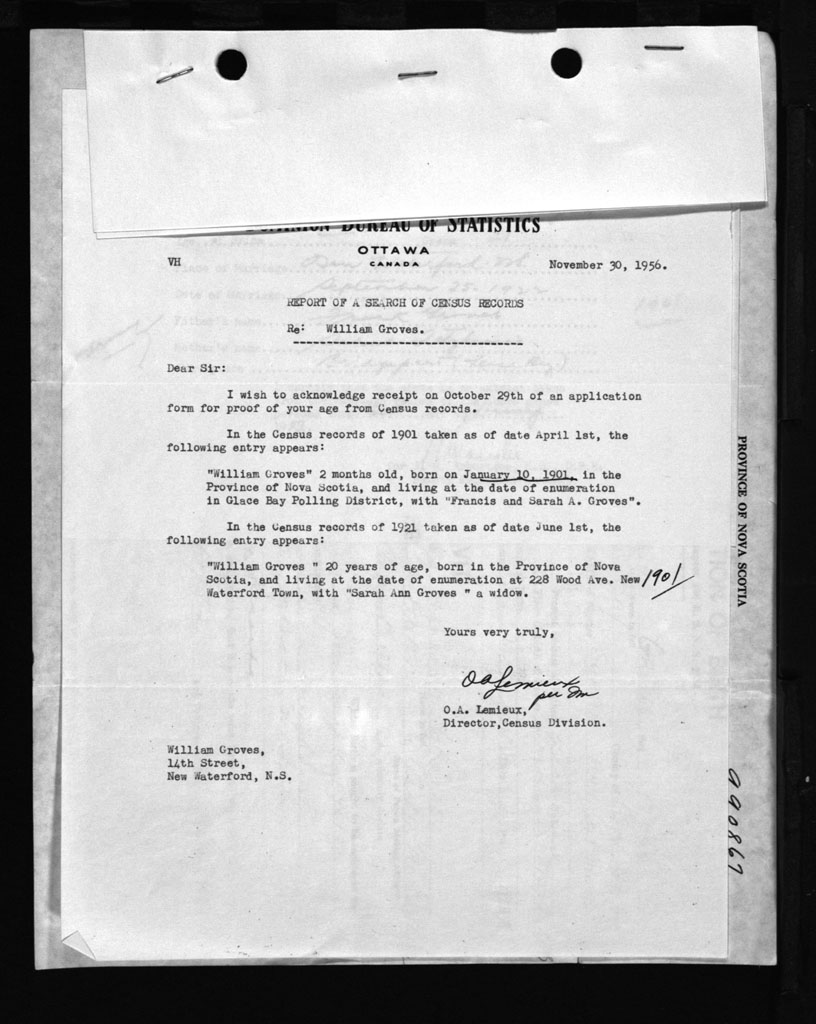 BUREAU OF STATISTICS
OTTAWA
CANADA
VH
November 30, 1956.
REPORT OF A SEARCH OF CENSUS RECORDS
Re: William Groves.
Dear Sir:
I wish to acknowledge receipt on October 29th of an application
form for proof of your age from Census records.
In the Census records of 1901 taken as of date April 1st, the
following entry appears:
"William Groves" 2 months old, born on January 10, 1901, in the
Province of Nova Scotia, and living at the date of enumeration
in Glace Bay Polling District, with "Francis and Sarah A. Groves".
In the Census records of 1921 taken as of date June 1st, the
following entry appears:
"William Groves " 20 years of age, born in the Province of Nova
Scotia, and living at the date of enumeration at 228 Wood Ave. New
Waterford Town, with "Sarah Ann Groves " a widow.
1901
Yours very truly,
O A Lemieux
per
O.A. Lemieux,
Director,Census Division.
William Groves,
14th Street,
New Waterford, N.S.
PROVINCE OF NOVA SCOTIA